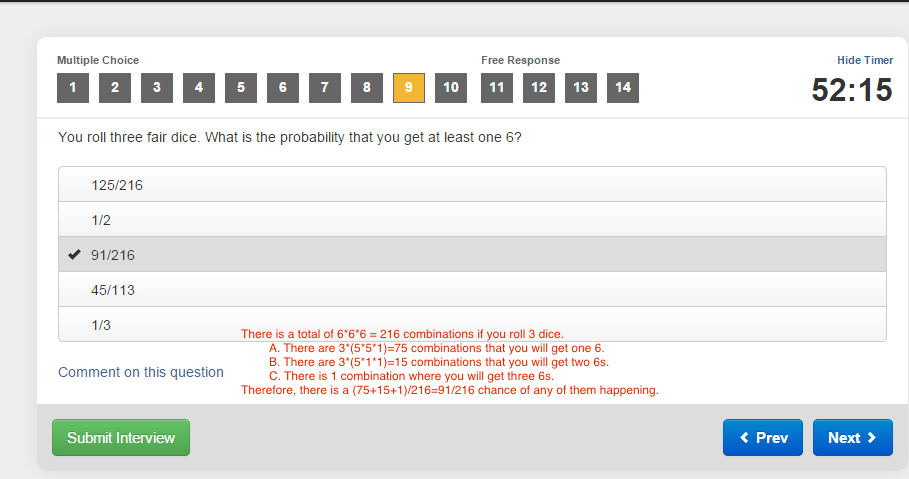 Multiple Choice
Free Response
Hide Timer
1 2 3 4 5 6 7 8 9 10 11 12 13 14
52:15
You roll three fair dice. What is the probability that you get at least one 6?
125/216
1/2
91/216
45/113
1/3
There is a total of 6*6*6 = 216 combinations if you roll 3 dice.
A. There are 3*(5*5*1)=75 combinations that you will get one 6.
B. There are 3*(5*1*1)=15 combinations that you will get two 6s.
C. There is 1 combination where you will get three 6s.
Therefore, there is a (75+15+1)/216=91/216 chance of any of them happening.
Comment on this question
Submit Interview
Prev
Next